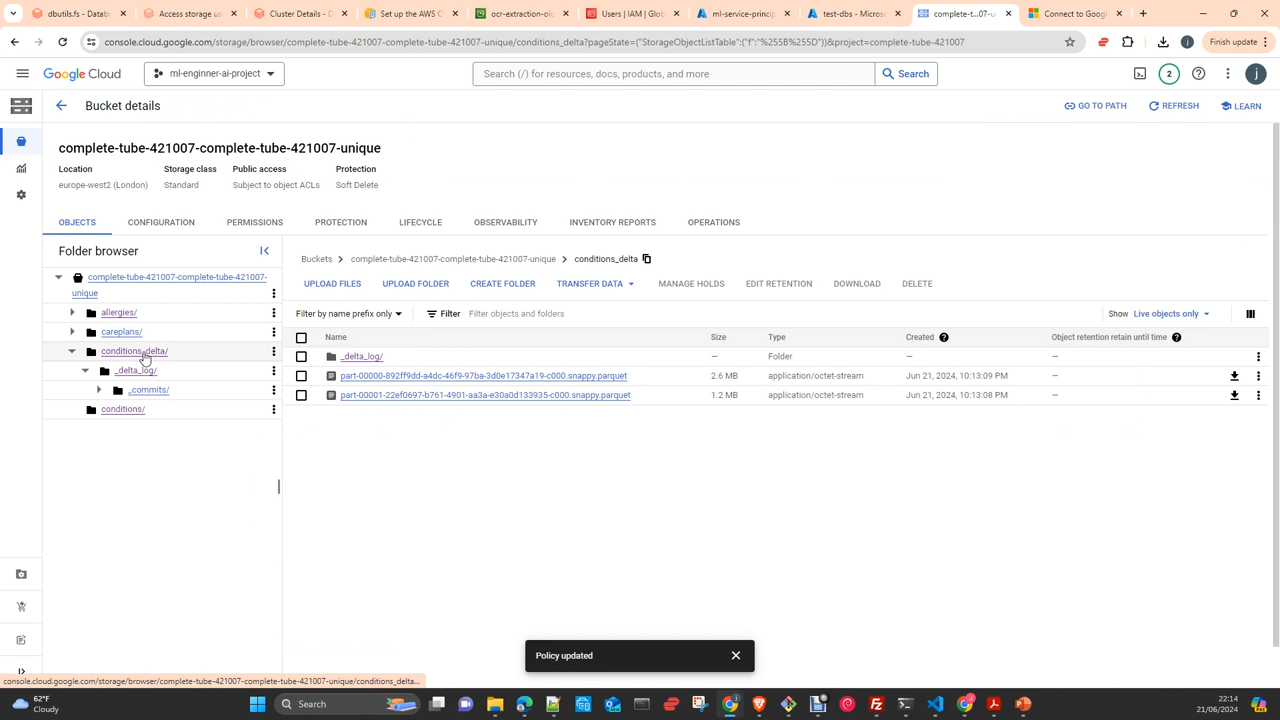 dbutils.fs - Datab
Access storage
Cluster Details - D
Set up the AWS C
ocr-extraction-olo
Users | IAM | Glob
ml-service-princip
test-dbs - Microso
complete-t...07-u
Connect to Google
console.cloud.google.com/storage/browser/complete-tube-421007-complete-tube-421007-unique/conditions_delta?pageState=("StorageObjectListTable":("f":"%255B%255D"))&project=complete-tube-421007
Finish update
Google Cloud
ml-enginner-ai-project
Search (/) for resources, docs, products, and more
Search
2
j
Bucket details
GO TO PATH
REFRESH
LEARN
complete-tube-421007-complete-tube-421007-unique
Location Storage class Public access Protection
europe-west2 (London) Standard Subject to object ACLs Soft Delete
OBJECTS CONFIGURATION PERMISSIONS PROTECTION LIFECYCLE OBSERVABILITY INVENTORY REPORTS OPERATIONS
Folder browser
complete-tube-421007-complete-tube-421007-
unique
allergies/
careplans/
conditions_delta/
_delta_log/
_commits/
conditions/
Buckets > complete-tube-421007-complete-tube-421007-unique > conditions_delta
UPLOAD FILES UPLOAD FOLDER CREATE FOLDER TRANSFER DATA MANAGE HOLDS EDIT RETENTION DOWNLOAD DELETE
Filter by name prefix only Filter Filter objects and folders Show Live objects only
Name Size Type Created Object retention retain until time
_delta_log/ — Folder — —
part-00000-892ff9dd-a4dc-46f9-97ba-3d0e17347a19-c000.snappy.parquet 2.6 MB application/octet-stream Jun 21, 2024, 10:13:09 PM —
part-00001-22ef0697-b761-4901-aa3a-e30a0d133935-c000.snappy.parquet 1.2 MB application/octet-stream Jun 21, 2024, 10:13:08 PM —
Policy updated
console.cloud.google.com/storage/browser/complete-tube-421007-complete-tube-421007-unique/conditions_delta...
62°F
Cloudy
Search
22:14
21/06/2024